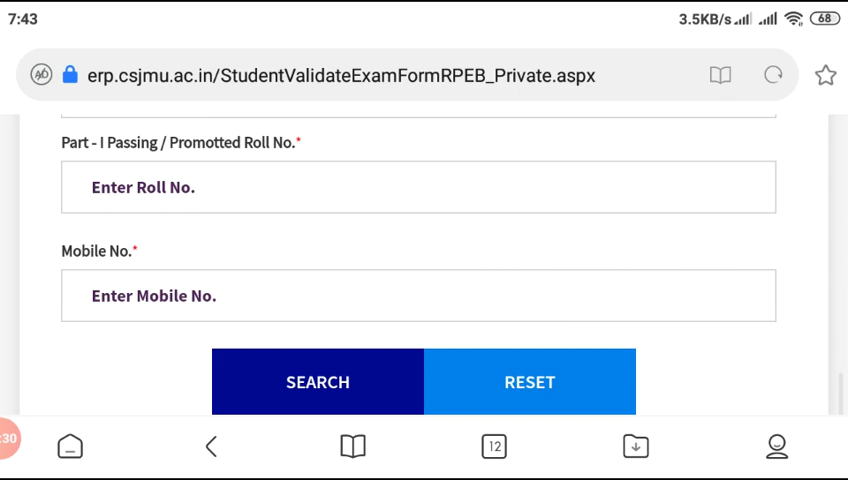 7:43 3.5KB/s 68
erp.csjmu.ac.in/StudentValidateExamFormRPEB_Private.aspx
Part - I Passing / Promotted Roll No.*
Enter Roll No.
Mobile No.*
Enter Mobile No.
SEARCH RESET
:30 12